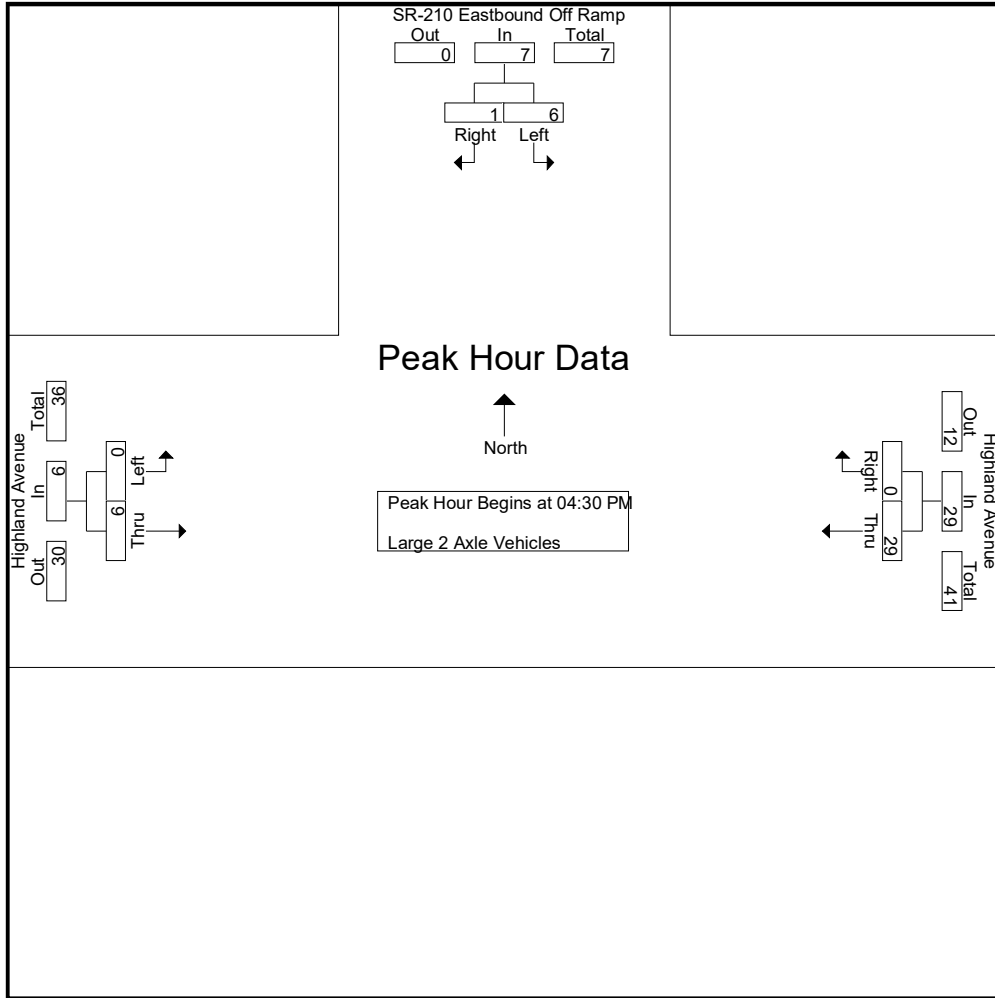 SR-210 Eastbound Off Ramp
Out In Total
0 7 7
1 6
Right Left
Peak Hour Data
North
Peak Hour Begins at 04:30 PM
Large 2 Axle Vehicles
Highland Avenue
Total In Out
36 6 30
0 6
Left Thru
Highland Avenue
Out In Total
12 29 41
0 29
Right Thru